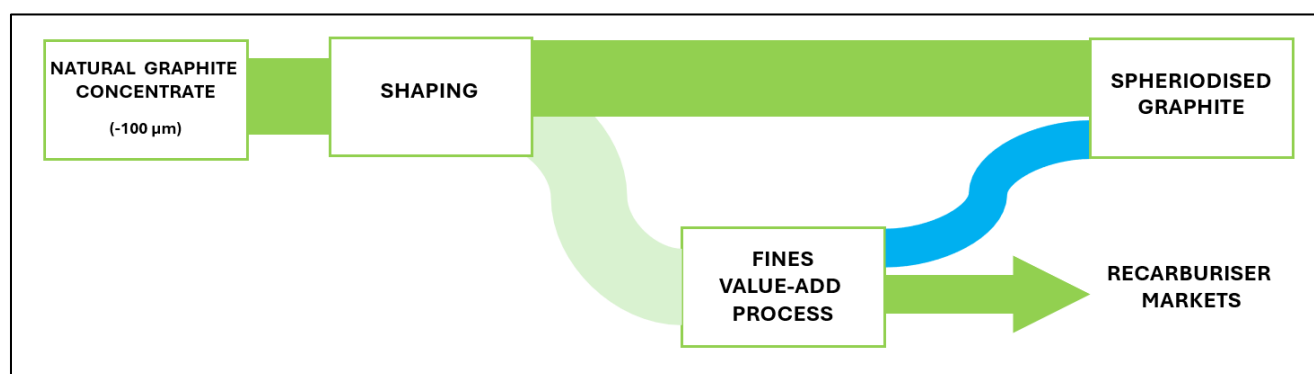 NATURAL GRAPHITE
CONCENTRATE
(-100 µm)
SHAPING
SPHERIODISED
GRAPHITE
FINES
VALUE-ADD
PROCESS
RECARBURISER
MARKETS